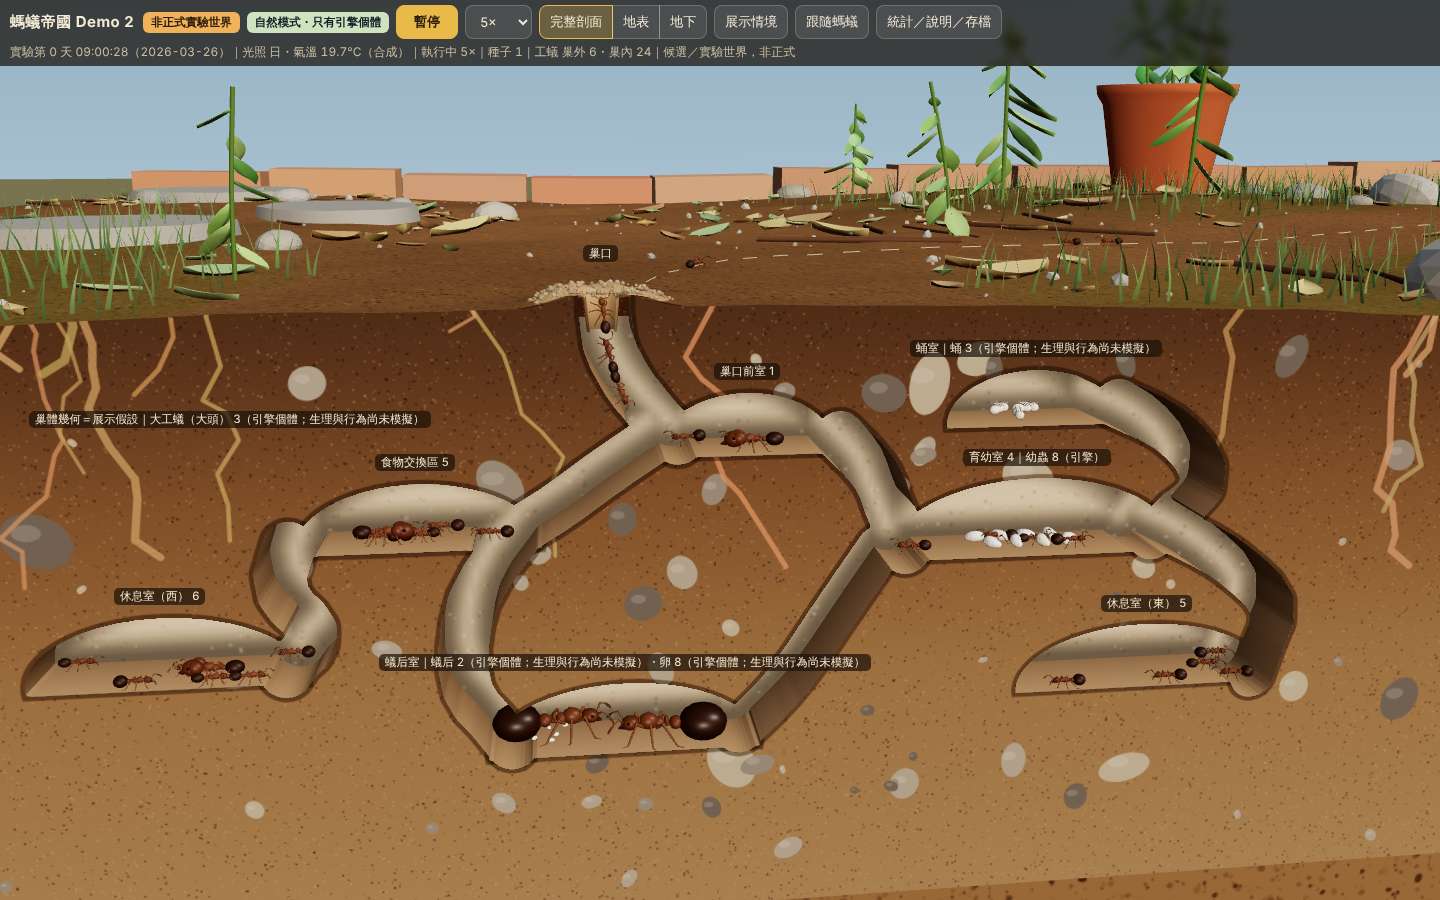 螞蟻帝國 Demo 2 非正式實驗世界 自然模式・只有引擎個體 暫停 5× 完整剖面 地表 地下 展示情境 跟隨螞蟻 統計／說明／存檔
實驗第 0 天 09:00:28（2026-03-26）｜光照 日・氣溫 19.7°C（合成）｜執行中 5×｜種子 1｜工蟻 巢外 6・巢內 24｜候選／實驗世界，非正式
巢口
蛹室｜蛹 3（引擎個體；生理與行為尚未模擬）
巢口前室 1
巢體幾何＝展示假設｜大工蟻（大頭） 3（引擎個體；生理與行為尚未模擬）
食物交換區 5
育幼室 4｜幼蟲 8（引擎）
休息室（西） 6
休息室（東） 5
蟻后室｜蟻后 2（引擎個體；生理與行為尚未模擬）・卵 8（引擎個體；生理與行為尚未模擬）